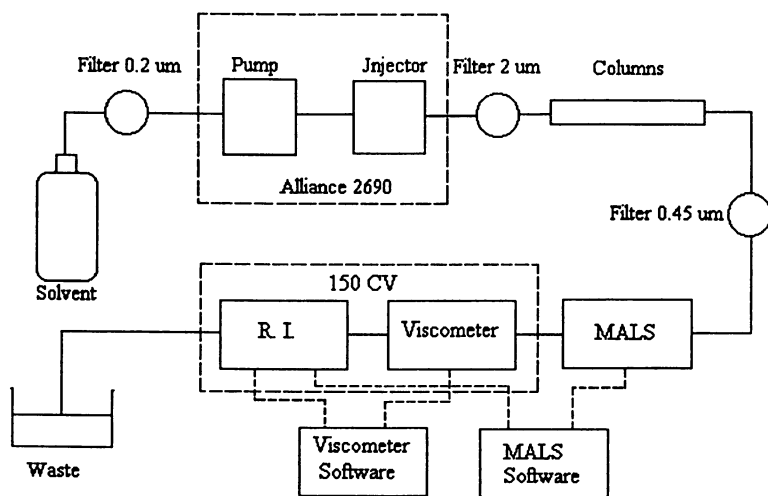 Filter 0.2 um
Pump
Jnjector
Filter 2 um
Columns
Alliance 2690
Solvent
Filter 0.45 um
150 CV
R. I.
Viscometer
MALS
Waste
Viscometer
Software
MALS
Software